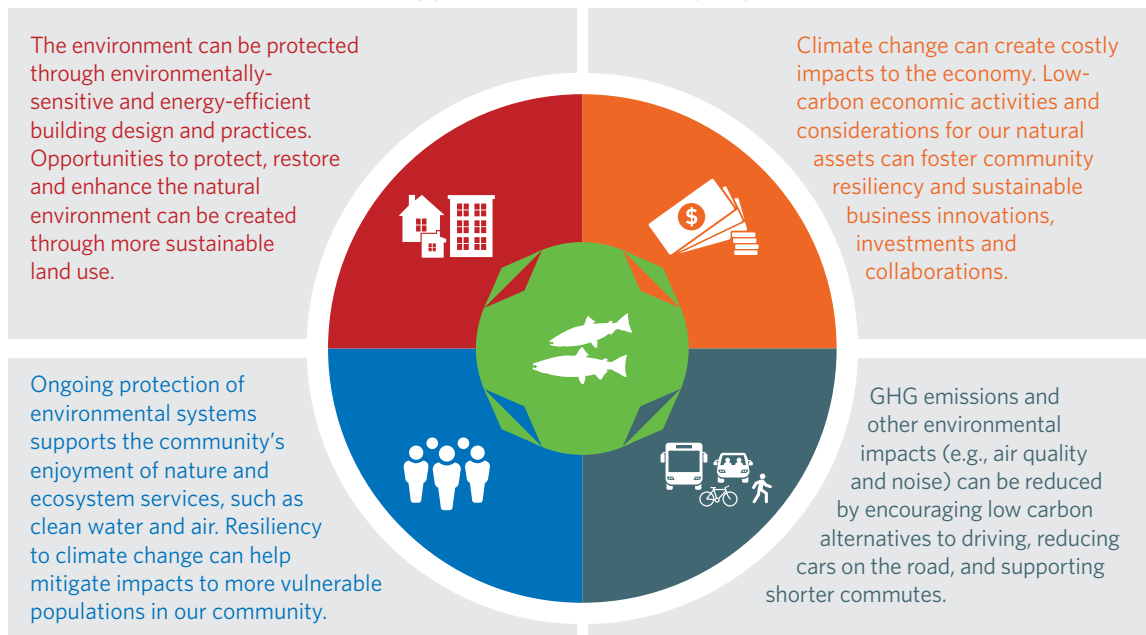 The environment can be protected
through environmentally-
sensitive and energy-efficient
building design and practices.
Opportunities to protect, restore
and enhance the natural
environment can be created
through more sustainable
land use.
Climate change can create costly
impacts to the economy. Low-
carbon economic activities and
considerations for our natural
assets can foster community
resiliency and sustainable
business innovations,
investments and
collaborations.
$
Ongoing protection of
environmental systems
supports the community's
enjoyment of nature and
ecosystem services, such as
clean water and air. Resiliency
to climate change can help
mitigate impacts to more vulnerable
populations in our community.
GHG emissions and
other environmental
impacts (e.g., air quality
and noise) can be reduced
by encouraging low carbon
alternatives to driving, reducing
cars on the road, and supporting
shorter commutes.